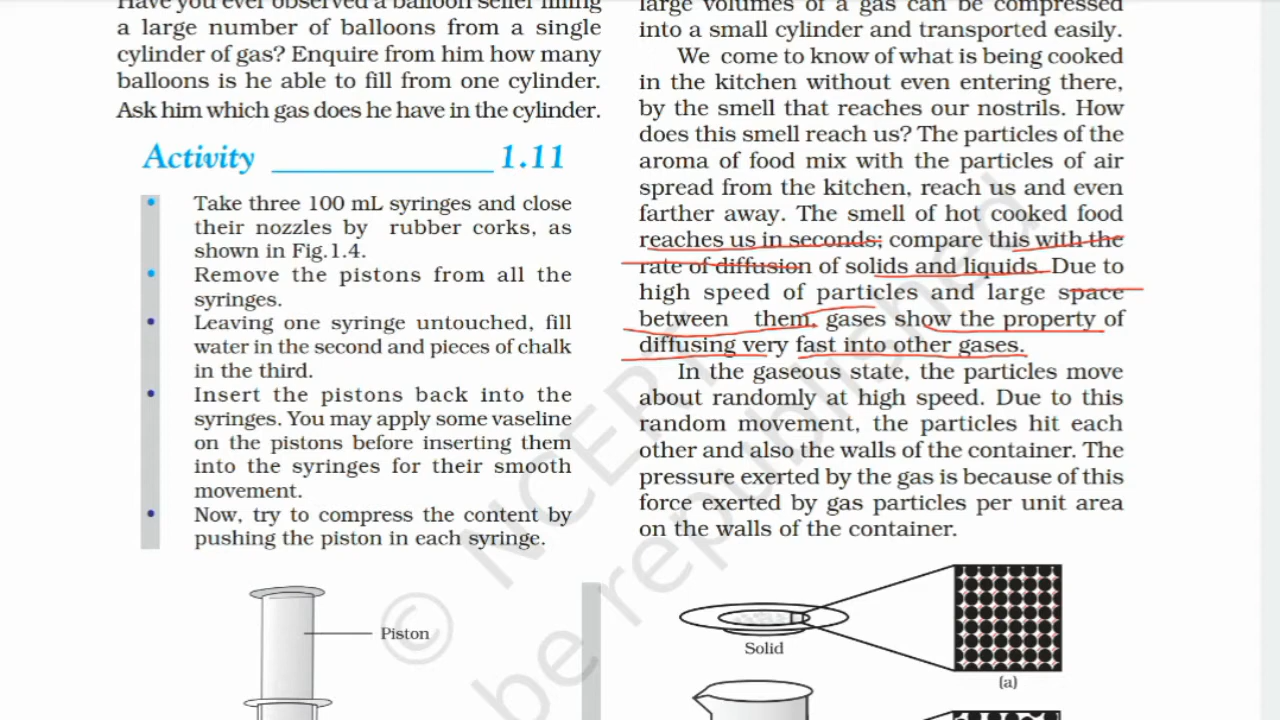 Have you ever observed a balloon seller filling
a large number of balloons from a single
cylinder of gas? Enquire from him how many
balloons is he able to fill from one cylinder.
Ask him which gas does he have in the cylinder.
Activity 1.11
• Take three 100 mL syringes and close
their nozzles by rubber corks, as
shown in Fig.1.4.
• Remove the pistons from all the
syringes.
• Leaving one syringe untouched, fill
water in the second and pieces of chalk
in the third.
• Insert the pistons back into the
syringes. You may apply some vaseline
on the pistons before inserting them
into the syringes for their smooth
movement.
• Now, try to compress the content by
pushing the piston in each syringe.
Piston
large volumes of a gas can be compressed
into a small cylinder and transported easily.
We come to know of what is being cooked
in the kitchen without even entering there,
by the smell that reaches our nostrils. How
does this smell reach us? The particles of the
aroma of food mix with the particles of air
spread from the kitchen, reach us and even
farther away. The smell of hot cooked food
reaches us in seconds; compare this with the
rate of diffusion of solids and liquids. Due to
high speed of particles and large space
between them, gases show the property of
diffusing very fast into other gases.
In the gaseous state, the particles move
about randomly at high speed. Due to this
random movement, the particles hit each
other and also the walls of the container. The
pressure exerted by the gas is because of this
force exerted by gas particles per unit area
on the walls of the container.
Solid
(a)
© NCERT
be republished